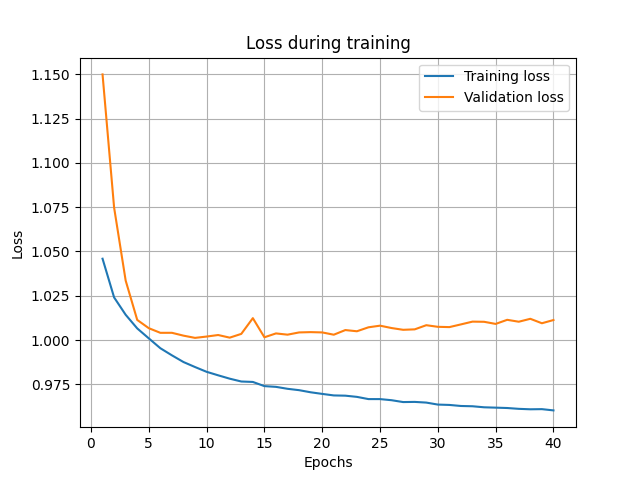 Loss during training
Training loss
Validation loss
1.150
1.125
1.100
1.075
1.050
1.025
1.000
0.975
Loss
0 5 10 15 20 25 30 35 40
Epochs